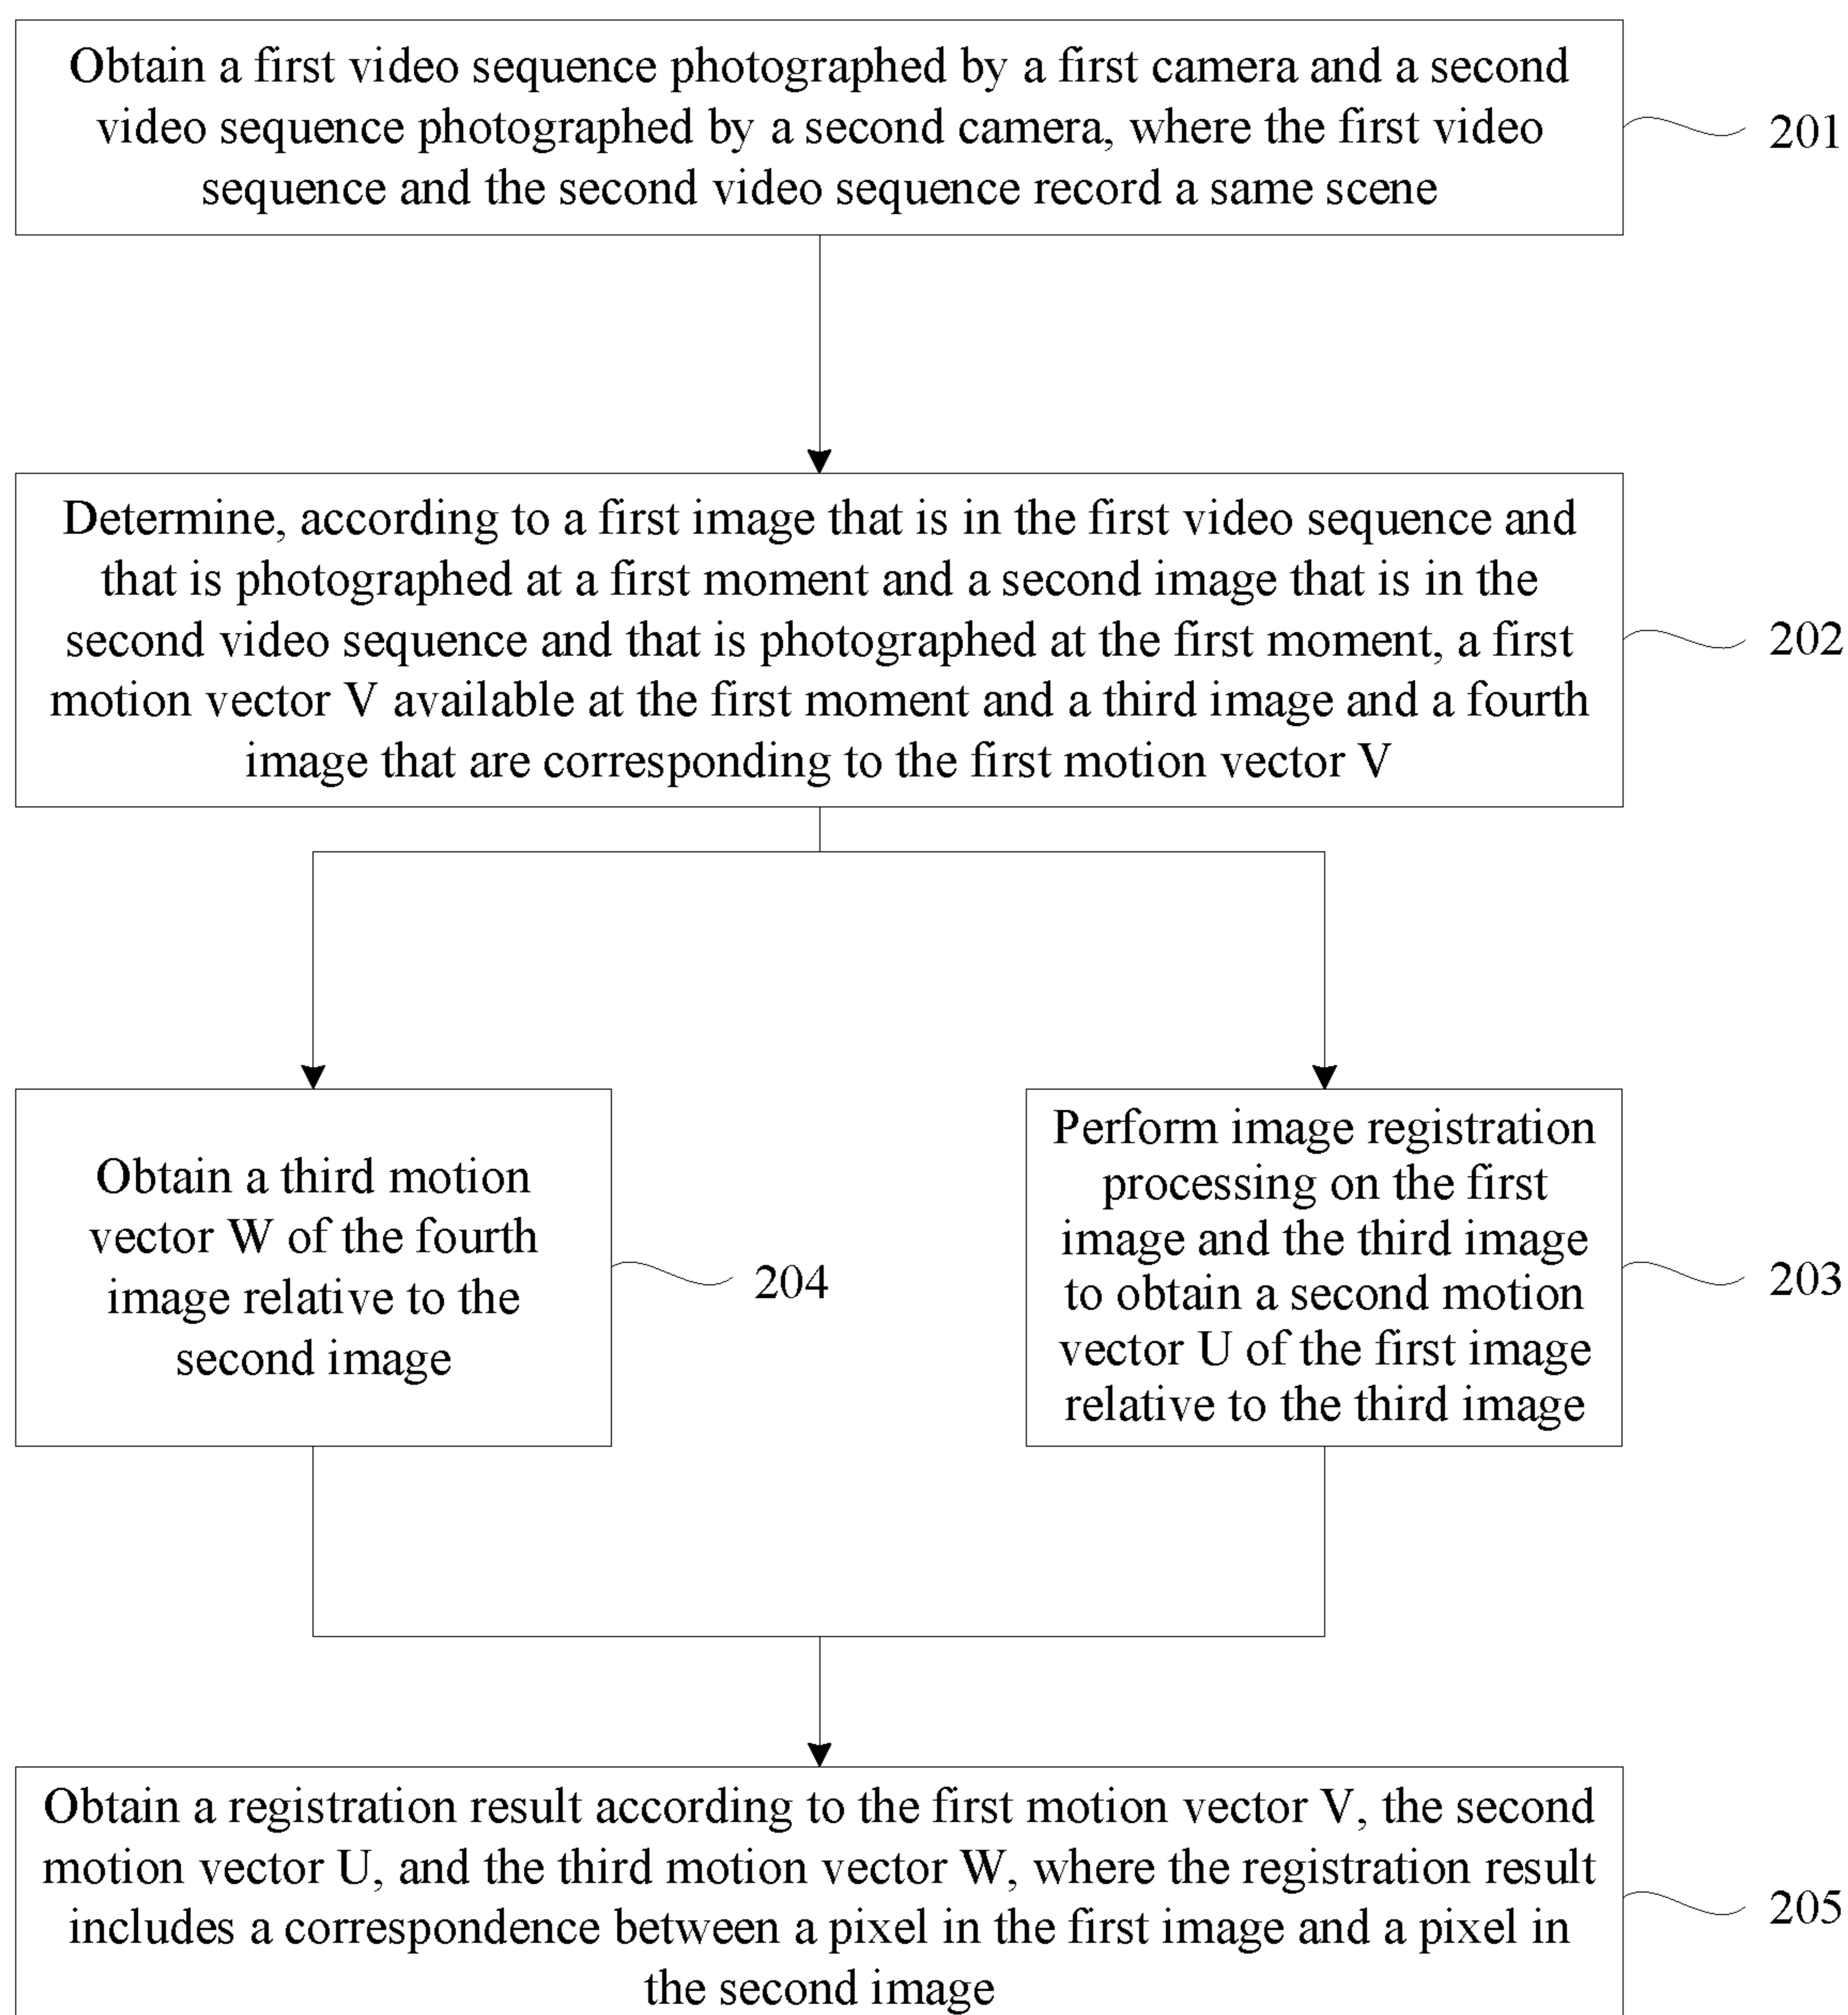 Obtain a first video sequence photographed by a first camera and a second
video sequence photographed by a second camera, where the first video
sequence and the second video sequence record a same scene
201
Determine, according to a first image that is in the first video sequence and
that is photographed at a first moment and a second image that is in the
second video sequence and that is photographed at the first moment, a first
motion vector V available at the first moment and a third image and a fourth
image that are corresponding to the first motion vector V
202
Obtain a third motion
vector W of the fourth
image relative to the
second image
204
Perform image registration
processing on the first
image and the third image
to obtain a second motion
vector U of the first image
relative to the third image
203
Obtain a registration result according to the first motion vector V, the second
motion vector U, and the third motion vector W, where the registration result
includes a correspondence between a pixel in the first image and a pixel in
the second image
205